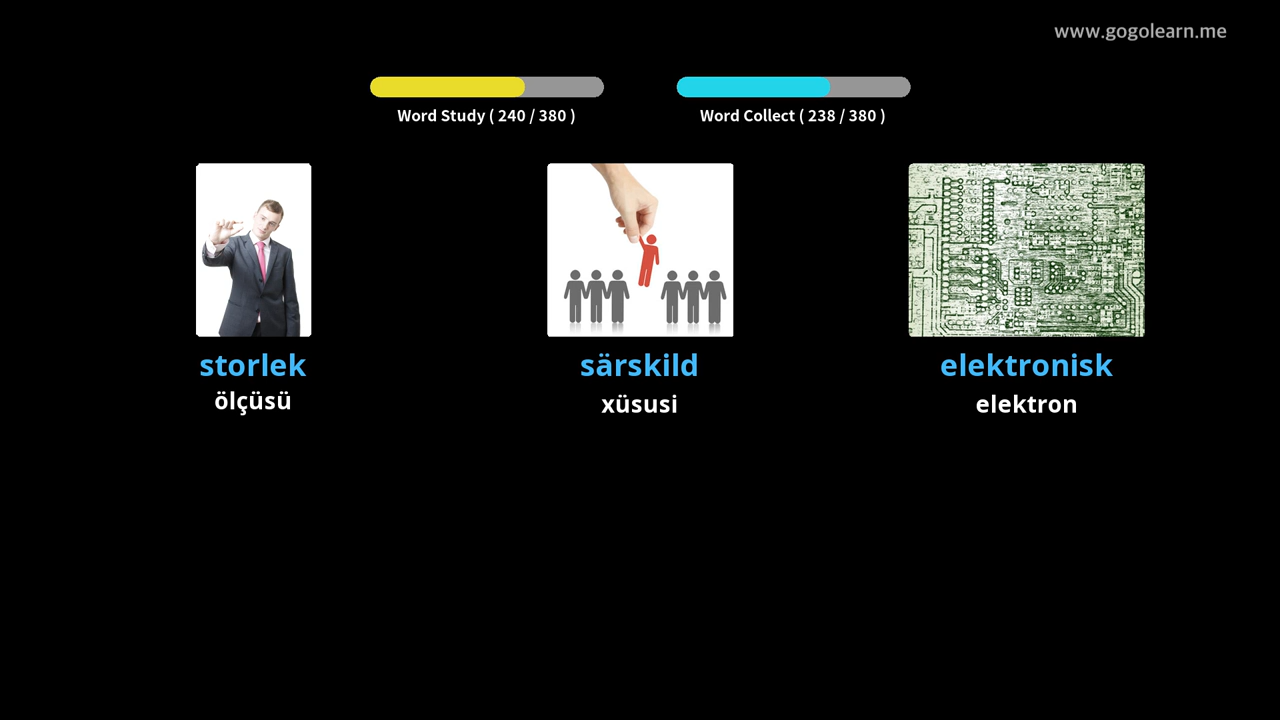 www.gogolearn.me
Word Study ( 240 / 380 )
Word Collect ( 238 / 380 )
storlek
ölçüsü
särskild
xüsusi
elektronisk
elektron